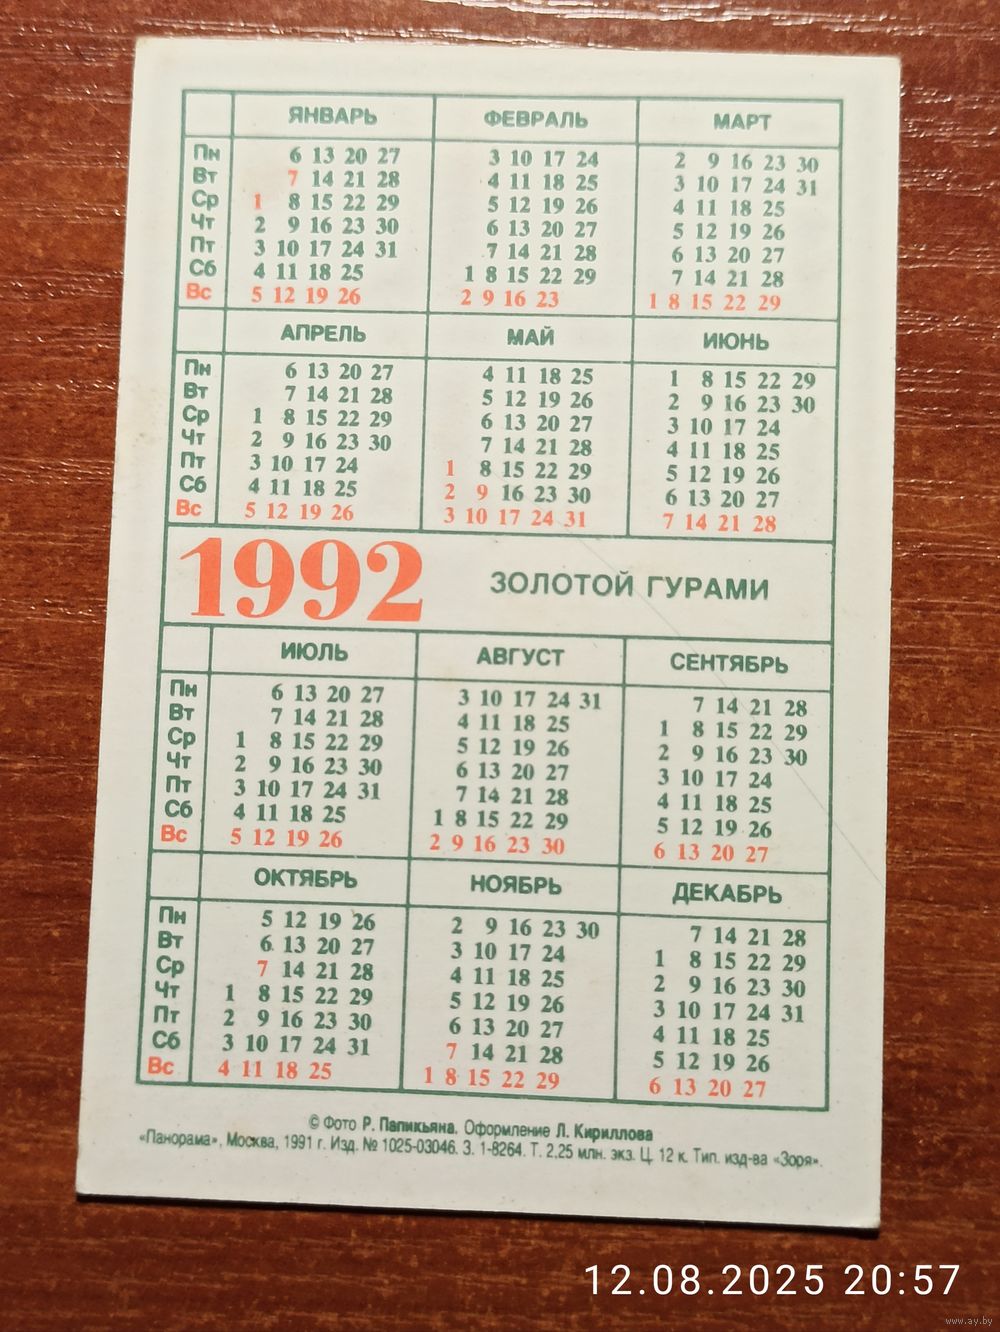 ЯНВАРЬ ФЕВРАЛЬ МАРТ
Пн 6 13 20 27 3 10 17 24 2 9 16 23 30
Вт 7 14 21 28 4 11 18 25 3 10 17 24 31
Ср 1 8 15 22 29 5 12 19 26 4 11 18 25
Чт 2 9 16 23 30 6 13 20 27 5 12 19 26
Пт 3 10 17 24 31 7 14 21 28 6 13 20 27
Сб 4 11 18 25 1 8 15 22 29 7 14 21 28
Вс 5 12 19 26 2 9 16 23 1 8 15 22 29
АПРЕЛЬ МАЙ ИЮНЬ
Пн 6 13 20 27 4 11 18 25 1 8 15 22 29
Вт 7 14 21 28 5 12 19 26 2 9 16 23 30
Ср 1 8 15 22 29 6 13 20 27 3 10 17 24
Чт 2 9 16 23 30 7 14 21 28 4 11 18 25
Пт 3 10 17 24 1 8 15 22 29 5 12 19 26
Сб 4 11 18 25 2 9 16 23 30 6 13 20 27
Вс 5 12 19 26 3 10 17 24 31 7 14 21 28
1992 ЗОЛОТОЙ ГУРАМИ
ИЮЛЬ АВГУСТ СЕНТЯБРЬ
Пн 6 13 20 27 3 10 17 24 31 7 14 21 28
Вт 7 14 21 28 4 11 18 25 1 8 15 22 29
Ср 1 8 15 22 29 5 12 19 26 2 9 16 23 30
Чт 2 9 16 23 30 6 13 20 27 3 10 17 24
Пт 3 10 17 24 31 7 14 21 28 4 11 18 25
Сб 4 11 18 25 1 8 15 22 29 5 12 19 26
Вс 5 12 19 26 2 9 16 23 30 6 13 20 27
ОКТЯБРЬ НОЯБРЬ ДЕКАБРЬ
Пн 5 12 19 26 2 9 16 23 30 7 14 21 28
Вт 6 13 20 27 3 10 17 24 1 8 15 22 29
Ср 7 14 21 28 4 11 18 25 2 9 16 23 30
Чт 1 8 15 22 29 5 12 19 26 3 10 17 24 31
Пт 2 9 16 23 30 6 13 20 27 4 11 18 25
Сб 3 10 17 24 31 7 14 21 28 5 12 19 26
Вс 4 11 18 25 1 8 15 22 29 6 13 20 27
© Фото Р. Папикьяна. Оформление Л. Кириллова
«Панорама», Москва, 1991 г. Изд. № 1025-03046. З. 1-8264. Т. 2,25 млн. экз. Ц. 12 к. Тип. изд-ва «Зоря».
12.08.2025 20:57
www.ay.by